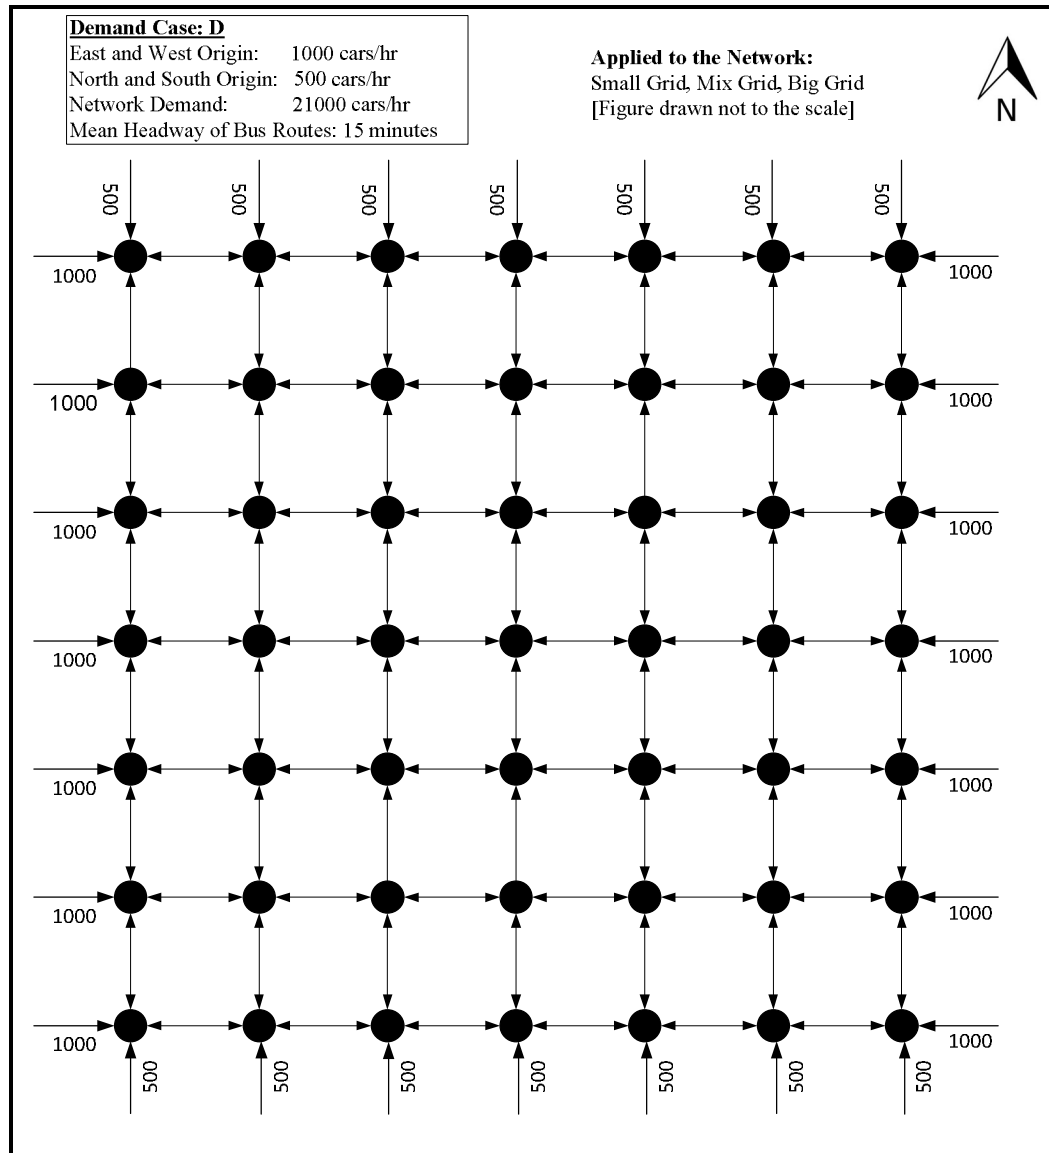 Demand Case: D
East and West Origin: 1000 cars/hr
North and South Origin: 500 cars/hr
Network Demand: 21000 cars/hr
Mean Headway of Bus Routes: 15 minutes
Applied to the Network:
Small Grid, Mix Grid, Big Grid
[Figure drawn not to the scale]
N
500 500 500 500 500 500 500
1000 1000
1000 1000
1000 1000
1000 1000
1000 1000
1000 1000
1000 1000
500 500 500 500 500 500 500